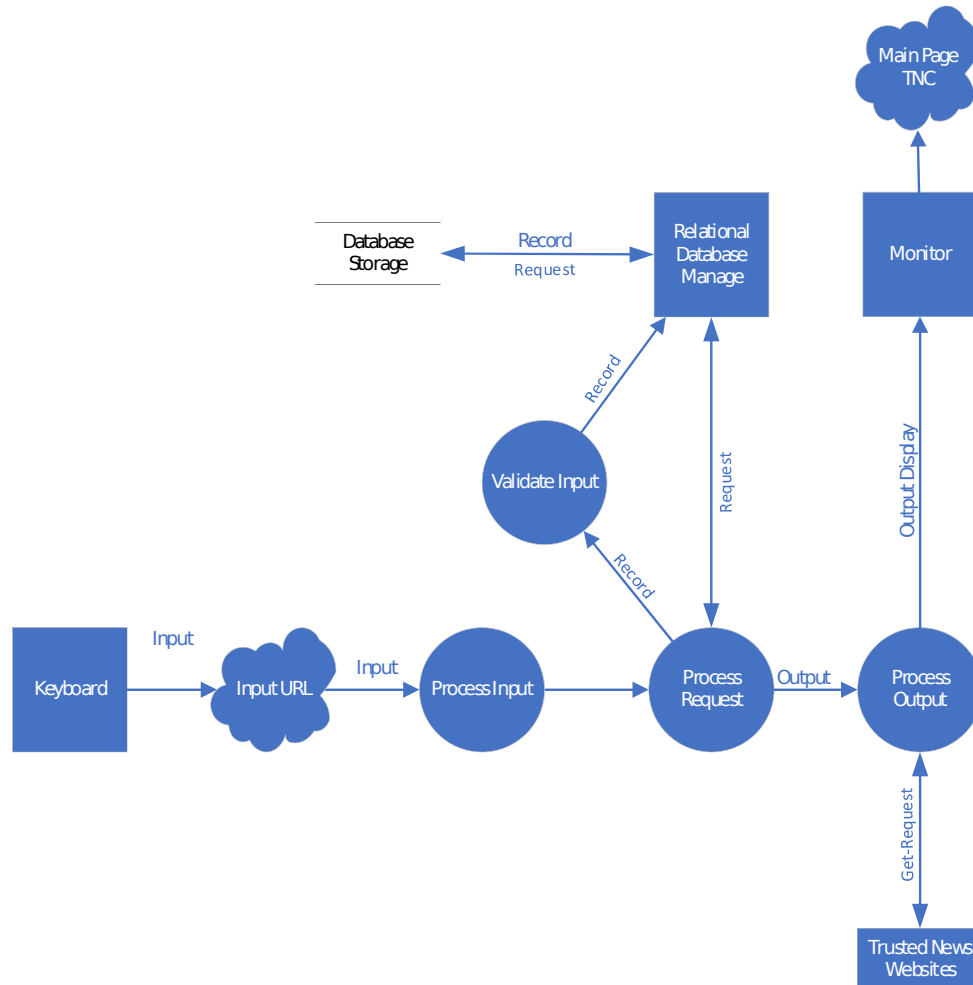 Main Page
TNC
Database
Storage
Record
Request
Relational
Database
Manage
Monitor
Record
Validate Input
Request
Output Display
Record
Keyboard
Input
Input URL
Input
Process Input
Process
Request
Output
Process
Output
Get-Request
Trusted News
Websites